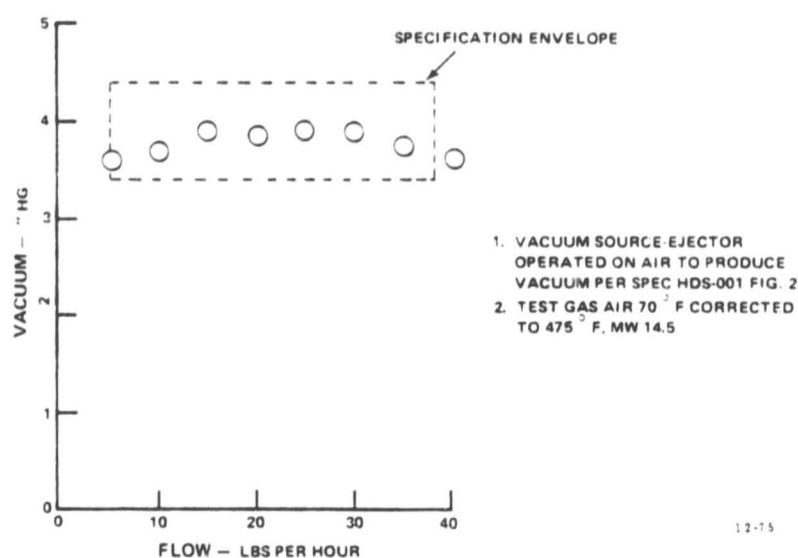 SPECIFICATION ENVELOPE
5
4
3
2
1
0
VACUUM – " HG
0 10 20 30 40
FLOW – LBS PER HOUR
1. VACUUM SOURCE-EJECTOR
OPERATED ON AIR TO PRODUCE
VACUUM PER SPEC HDS-001 FIG. 2
2. TEST GAS AIR 70 ° F CORRECTED
TO 475 ° F, MW 14.5
12-75